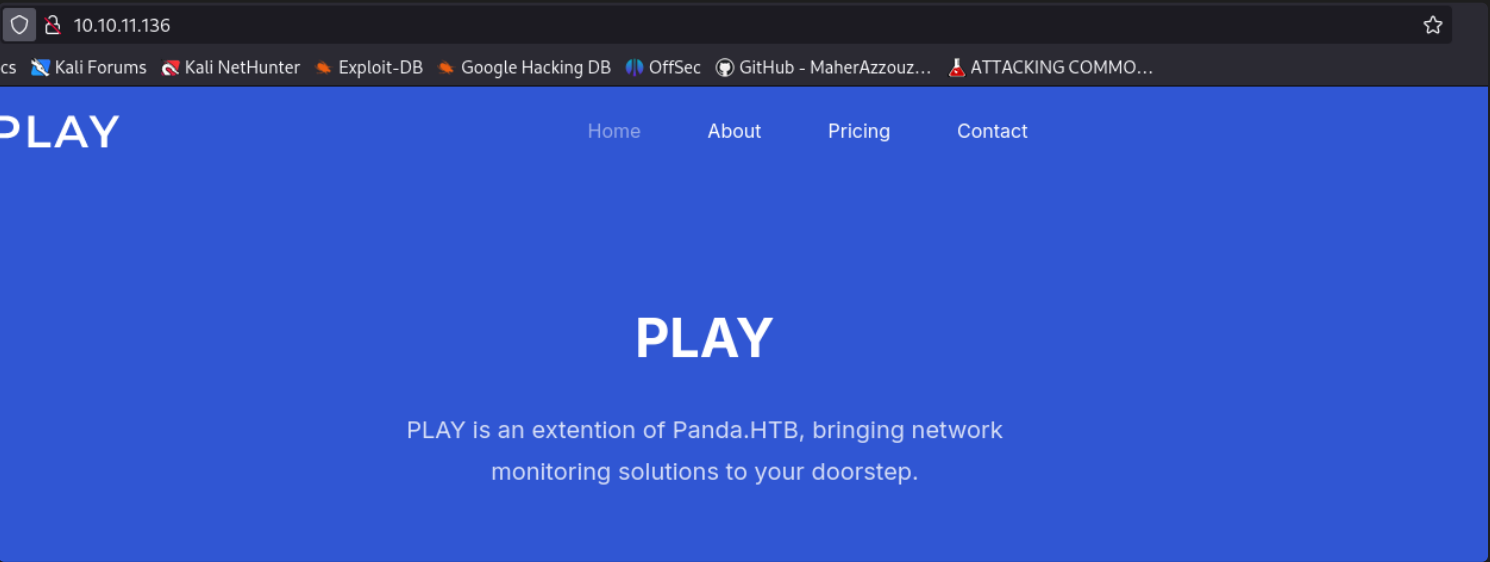 10.10.11.136
cs Kali Forums Kali NetHunter Exploit-DB Google Hacking DB OffSec GitHub - MaherAzzouz… ATTACKING COMMO…
PLAY Home About Pricing Contact
PLAY
PLAY is an extention of Panda.HTB, bringing network
monitoring solutions to your doorstep.